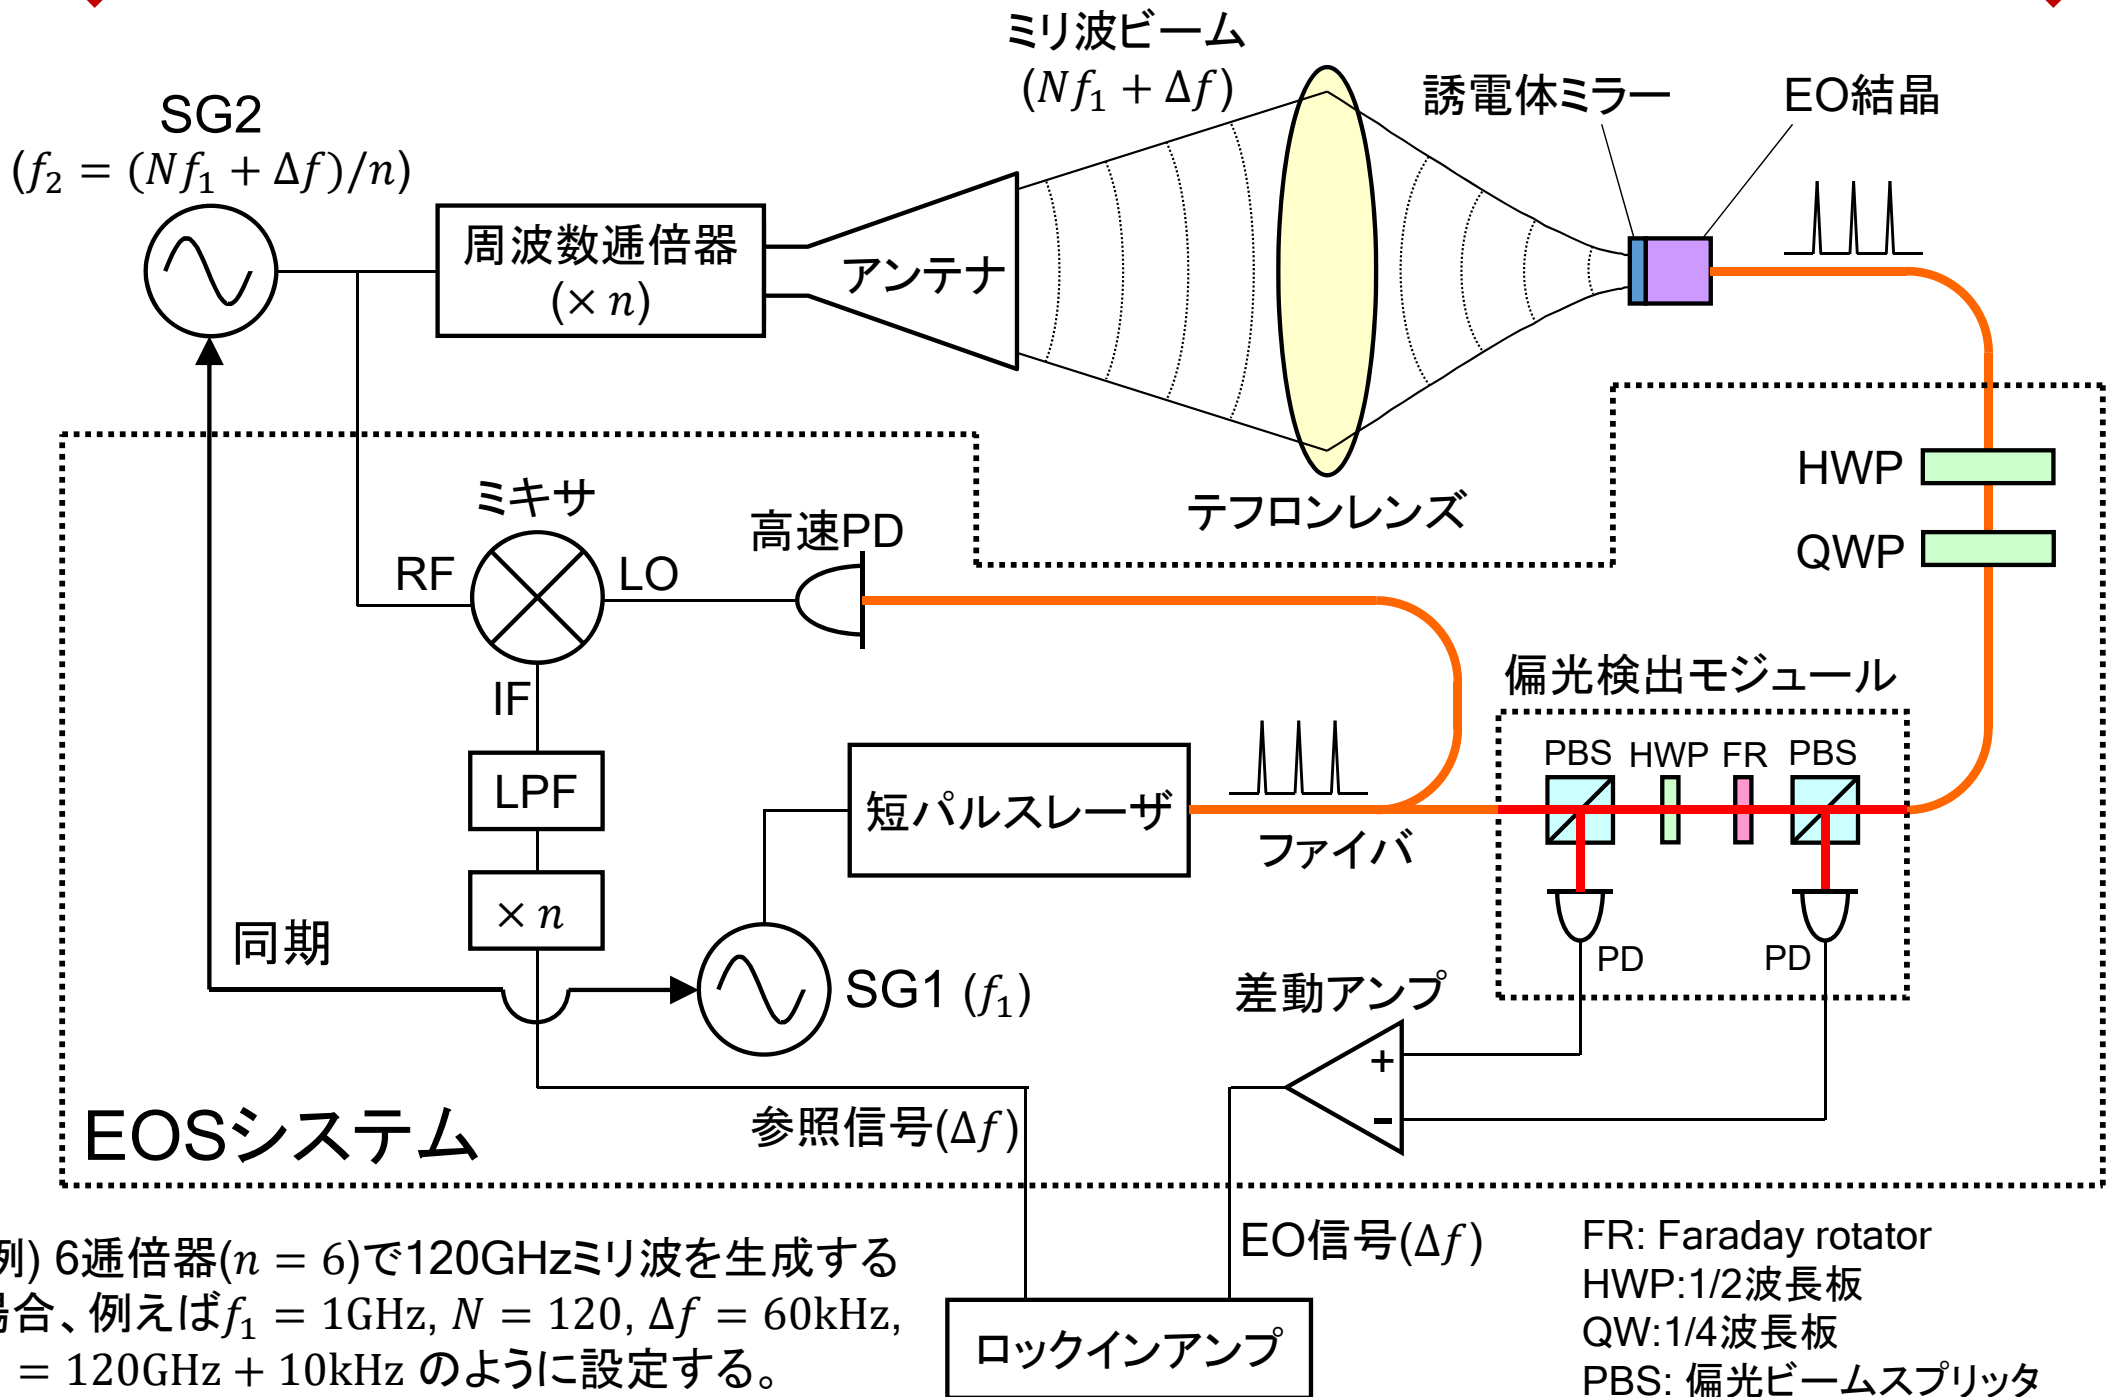 ミリ波ビーム
(Nf₁ + Δf)
誘電体ミラー
EO結晶
SG2
(f₂ = (Nf₁ + Δf)/n)
周波数逓倍器
(× n)
アンテナ
テフロンレンズ
HWP
QWP
ミキサ
高速PD
RF
LO
IF
偏光検出モジュール
PBS HWP FR PBS
LPF
短パルスレーザ
ファイバ
× n
同期
PD
PD
SG1 (f₁)
差動アンプ
+
-
EOSシステム
参照信号(Δf)
EO信号(Δf)
例) 6逓倍器(n = 6)で120GHzミリ波を生成する
場合、例えばf₁ = 1GHz, N = 120, Δf = 60kHz,
= 120GHz + 10kHz のように設定する。
ロックインアンプ
FR: Faraday rotator
HWP:1/2波長板
QW:1/4波長板
PBS: 偏光ビームスプリッタ